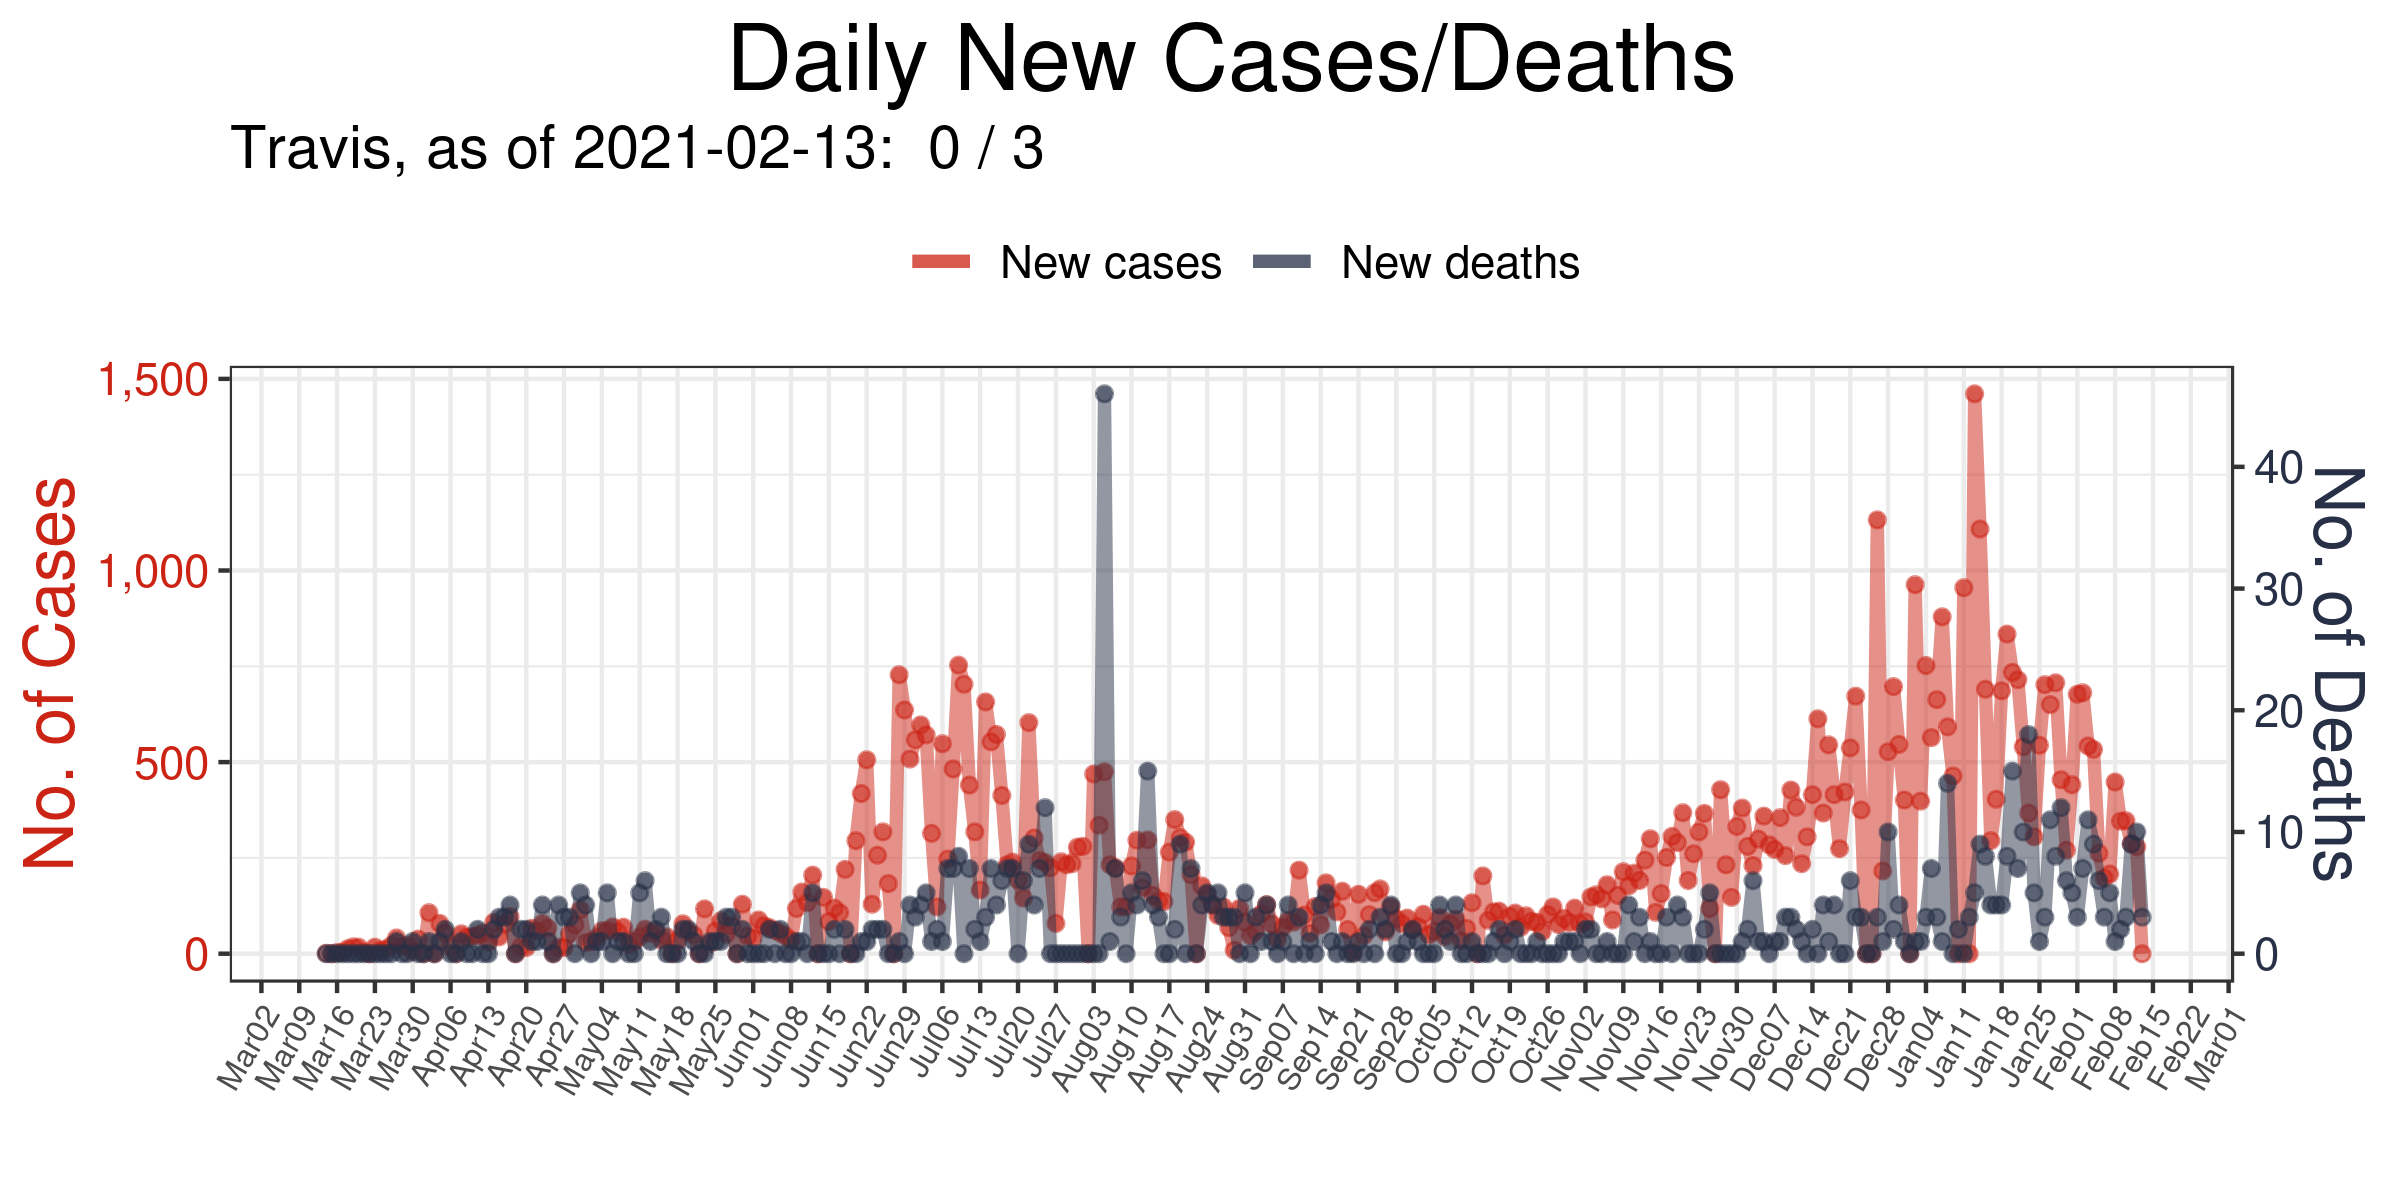 Daily New Cases/Deaths
Travis, as of 2021-02-13: 0 / 3
New cases
New deaths
No. of Cases
1,500
1,000
500
0
40
30
20
10
0
No. of Deaths
Mar02
Mar09
Mar16
Mar23
Mar30
Apr06
Apr13
Apr20
Apr27
May04
May11
May18
May25
Jun01
Jun08
Jun15
Jun22
Jun29
Jul06
Jul13
Jul20
Jul27
Aug03
Aug10
Aug17
Aug24
Aug31
Sep07
Sep14
Sep21
Sep28
Oct05
Oct12
Oct19
Oct26
Nov02
Nov09
Nov16
Nov23
Nov30
Dec07
Dec14
Dec21
Dec28
Jan04
Jan11
Jan18
Jan25
Feb01
Feb08
Feb15
Feb22
Mar01